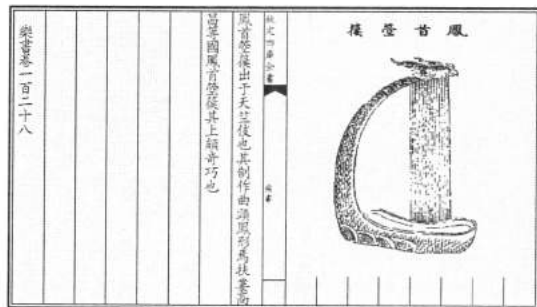 鳳首箜篌
欽定四庫全書
樂書
鳳首箜篌出于天竺伎也其制作曲頸鳳形焉扶婁高
昌等國鳳首箜篌其上頗奇巧也
樂書卷一百二十八